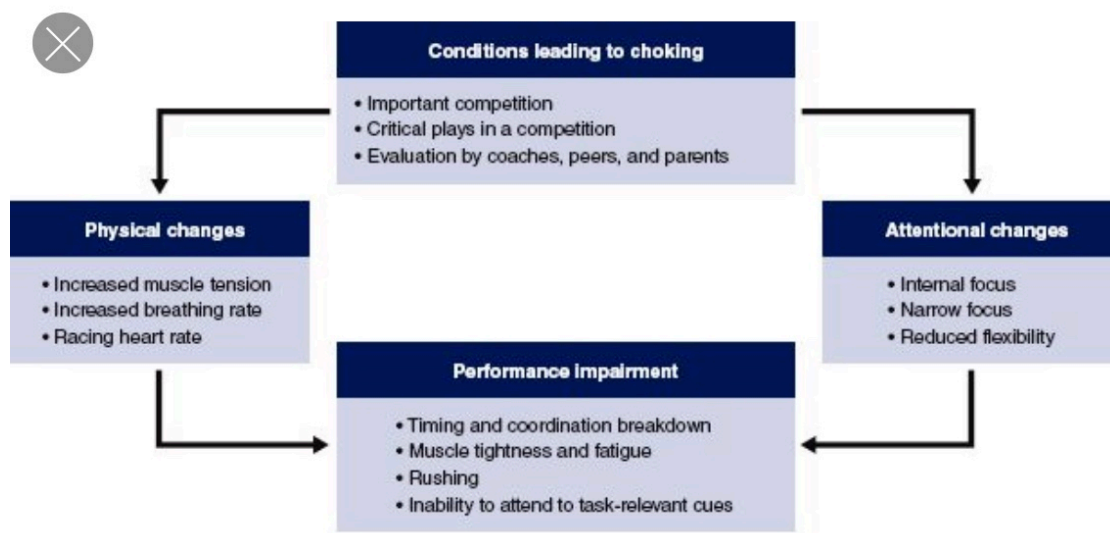 Conditions leading to choking
• Important competition
• Critical plays in a competition
• Evaluation by coaches, peers, and parents
Physical changes
• Increased muscle tension
• Increased breathing rate
• Racing heart rate
Attentional changes
• Internal focus
• Narrow focus
• Reduced flexibility
Performance impairment
• Timing and coordination breakdown
• Muscle tightness and fatigue
• Rushing
• Inability to attend to task-relevant cues